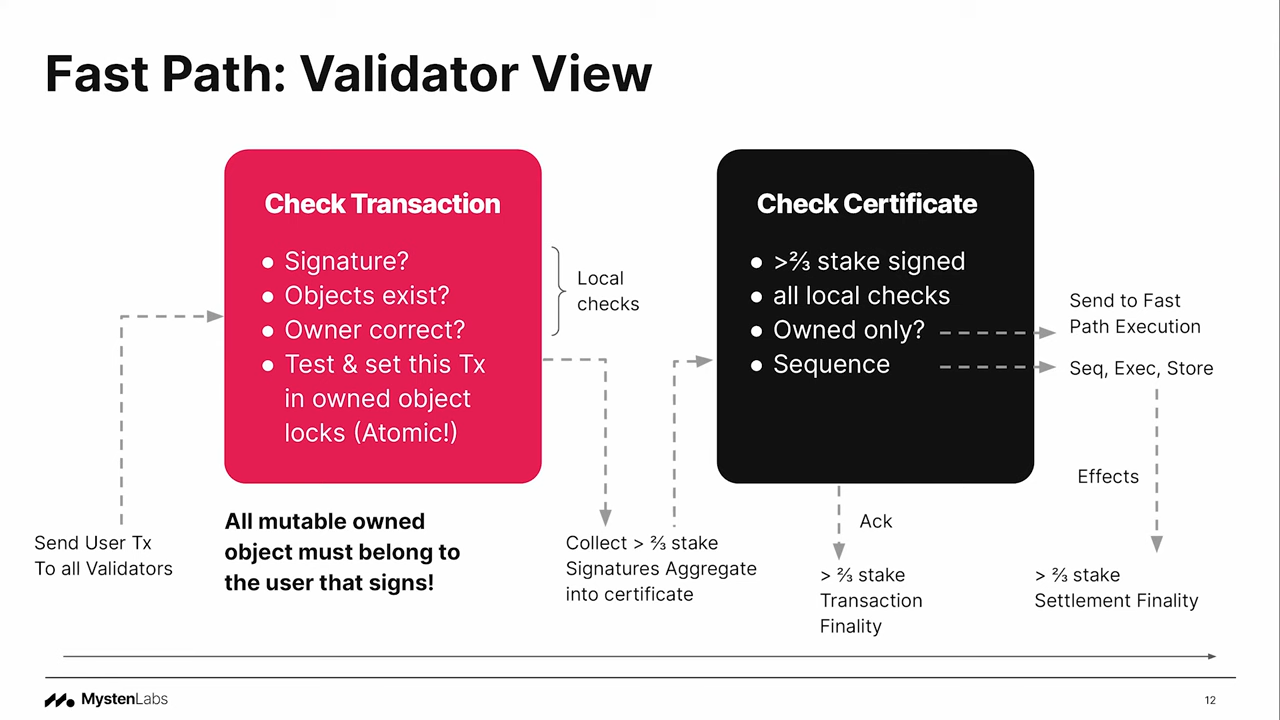 Fast Path: Validator View
Check Transaction
● Signature?
● Objects exist?
● Owner correct?
● Test & set this Tx
in owned object
locks (Atomic!)
Local
checks
All mutable owned
object must belong to
the user that signs!
Send User Tx
To all Validators
Collect > ⅔ stake
Signatures Aggregate
into certificate
Check Certificate
● >⅔ stake signed
● all local checks
● Owned only?
● Sequence
Send to Fast
Path Execution
Seq, Exec, Store
Ack
> ⅔ stake
Transaction
Finality
Effects
> ⅔ stake
Settlement Finality
MystenLabs
12